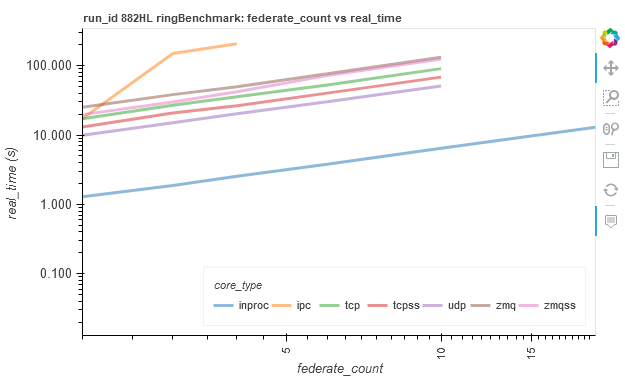 run_id 882HL ringBenchmark: federate_count vs real_time
real_time (s)
100.000
10.000
1.000
0.100
core_type
inproc ipc tcp tcpss udp zmq zmqss
5 10 15
federate_count